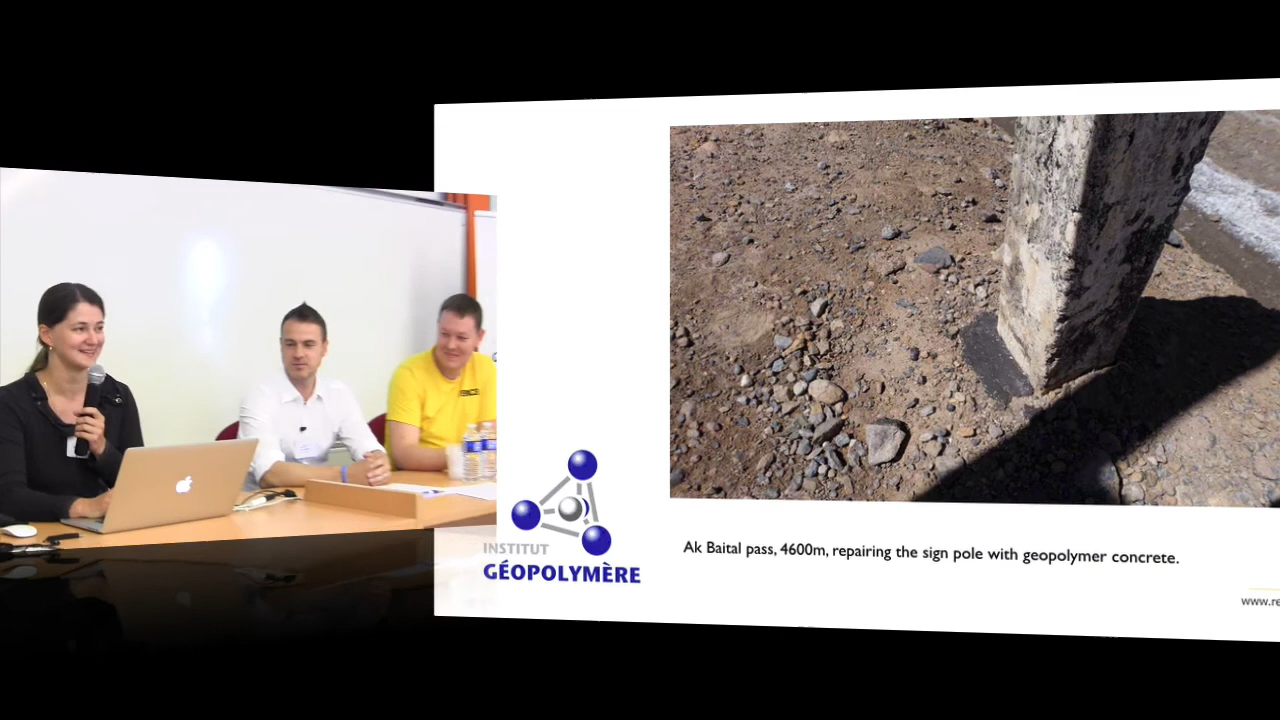 INSTITUT
GÉOPOLYMÈRE
Ak Baital pass, 4600m, repairing the sign pole with geopolymer concrete.
www.re